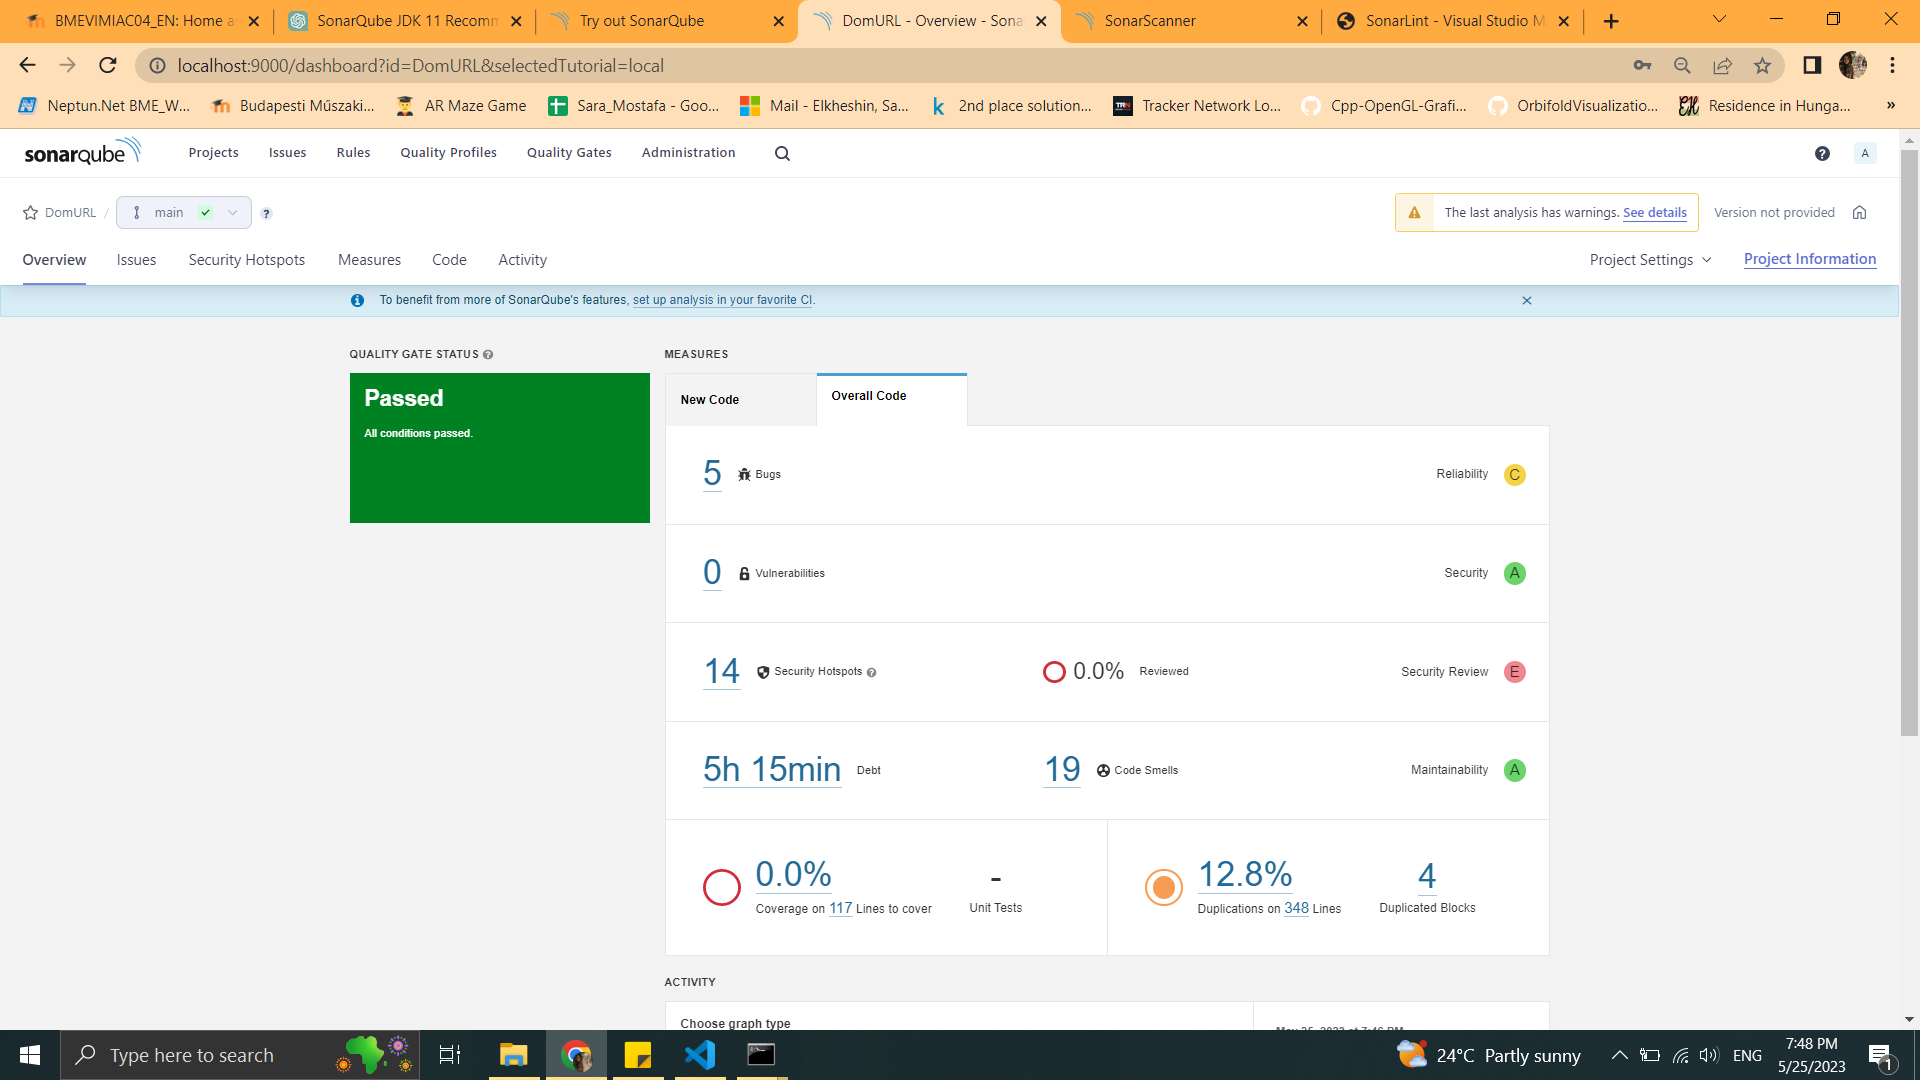 BMEVIMIAC04_EN: Home a
SonarQube JDK 11 Recomm
Try out SonarQube
DomURL - Overview - Sona
SonarScanner
SonarLint - Visual Studio M
localhost:9000/dashboard?id=DomURL&selectedTutorial=local
Neptun.Net BME_W...
Budapesti Műszaki...
AR Maze Game
Sara_Mostafa - Goo...
Mail - Elkheshin, Sa...
2nd place solution...
Tracker Network Lo...
Cpp-OpenGL-Grafi...
OrbifoldVisualizatio...
Residence in Hunga...
»
sonarqube
Projects
Issues
Rules
Quality Profiles
Quality Gates
Administration
?
A
DomURL / main
?
The last analysis has warnings. See details
Version not provided
Overview
Issues
Security Hotspots
Measures
Code
Activity
Project Settings
Project Information
To benefit from more of SonarQube's features, set up analysis in your favorite CI.
QUALITY GATE STATUS ?
MEASURES
Passed
All conditions passed.
New Code
Overall Code
5 Bugs
Reliability C
0 Vulnerabilities
Security A
14 Security Hotspots ?
0.0% Reviewed
Security Review E
5h 15min Debt
19 Code Smells
Maintainability A
0.0%
Coverage on 117 Lines to cover
-
Unit Tests
12.8%
Duplications on 348 Lines
4
Duplicated Blocks
ACTIVITY
Choose graph type
May 25, 2023 at 7:46 PM
Type here to search
24°C Partly sunny
ENG
7:48 PM
5/25/2023
1